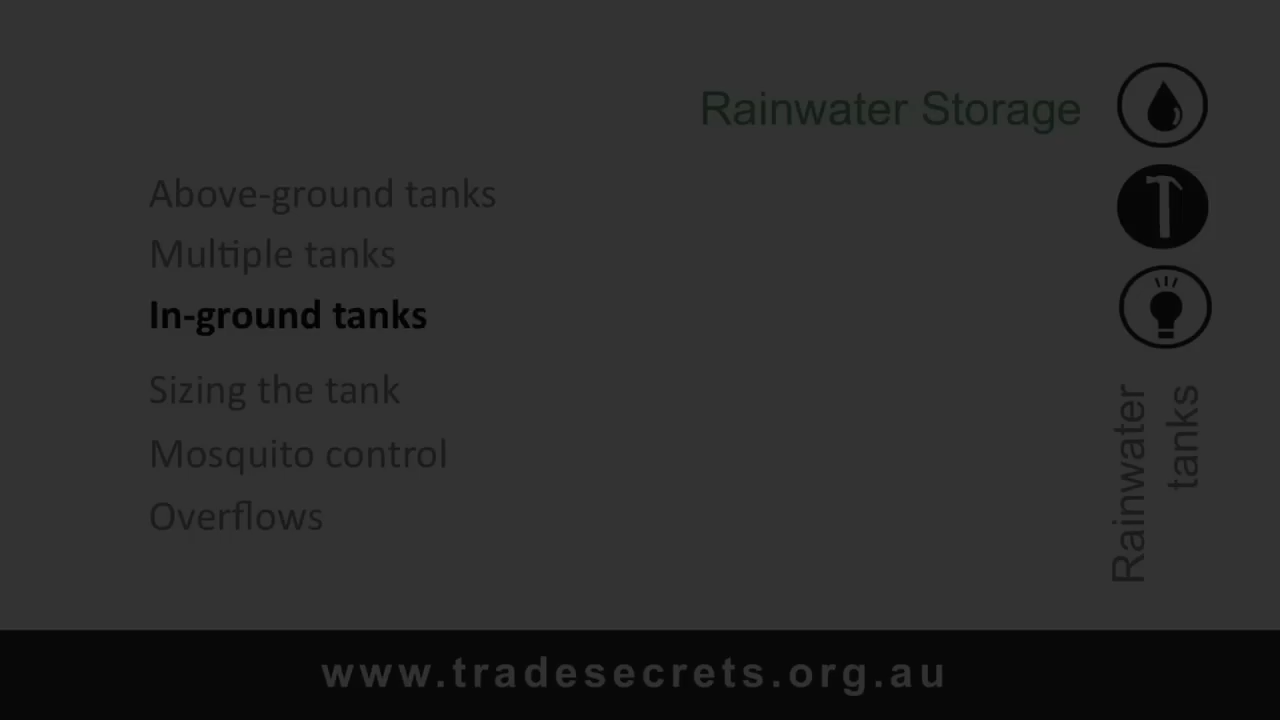 Rainwater Storage
Above-ground tanks
Multiple tanks
In-ground tanks
Sizing the tank
Mosquito control
Overflows
Rainwater
tanks
www.tradesecrets.org.au